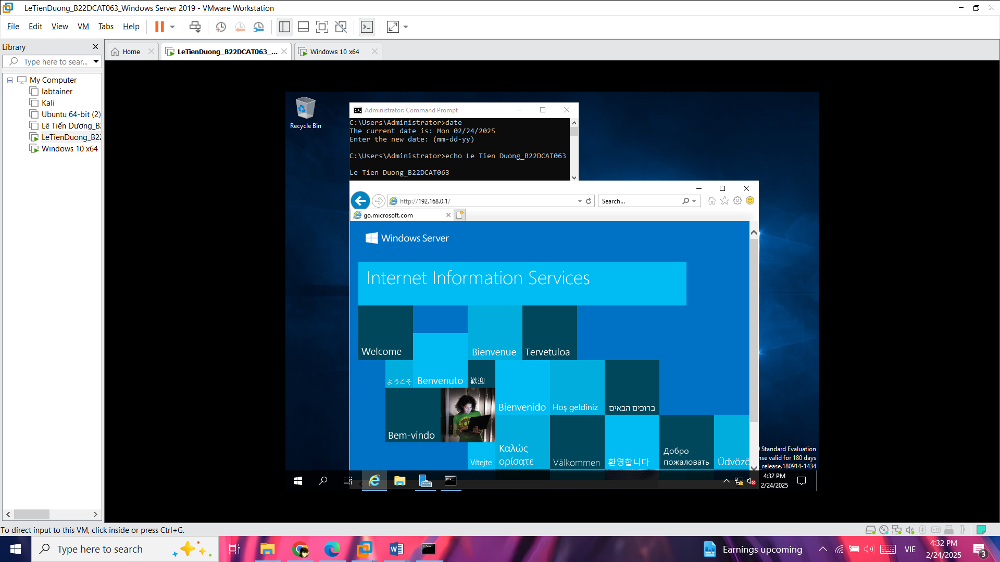 LeTienDuong_B22DCAT063_Windows Server 2019 - VMware Workstation
File Edit View VM Tabs Help
Library
Type here to sear...
My Computer
labtainer
Kali
Ubuntu 64-bit (2)
Lê Tiến Dương_B2
LeTienDuong_B22
Windows 10 x64
Home
LeTienDuong_B22DCAT063_...
Windows 10 x64
Recycle Bin
Administrator: Command Prompt
C:\Users\Administrator>date
The current date is: Mon 02/24/2025
Enter the new date: (mm-dd-yy)
C:\Users\Administrator>echo Le Tien Duong_B22DCAT063
Le Tien Duong_B22DCAT063
http://192.168.0.1/
Search...
go.microsoft.com
Windows Server
Internet Information Services
Welcome
Bienvenue
Tervetuloa
ようこそ
Benvenuto
歡迎
Bienvenido
Hoş geldiniz
ברוכים הבאים
Bem-vindo
Vítejte
Καλώς
ορίσατε
Välkommen
환영합니다
Добро
пожаловать
Üdvözö
9 Standard Evaluation
nse valid for 180 days
_release.180914-1434
4:32 PM
2/24/2025
To direct input to this VM, click inside or press Ctrl+G.
Type here to search
Earnings upcoming
VIE
4:32 PM
2/24/2025
3